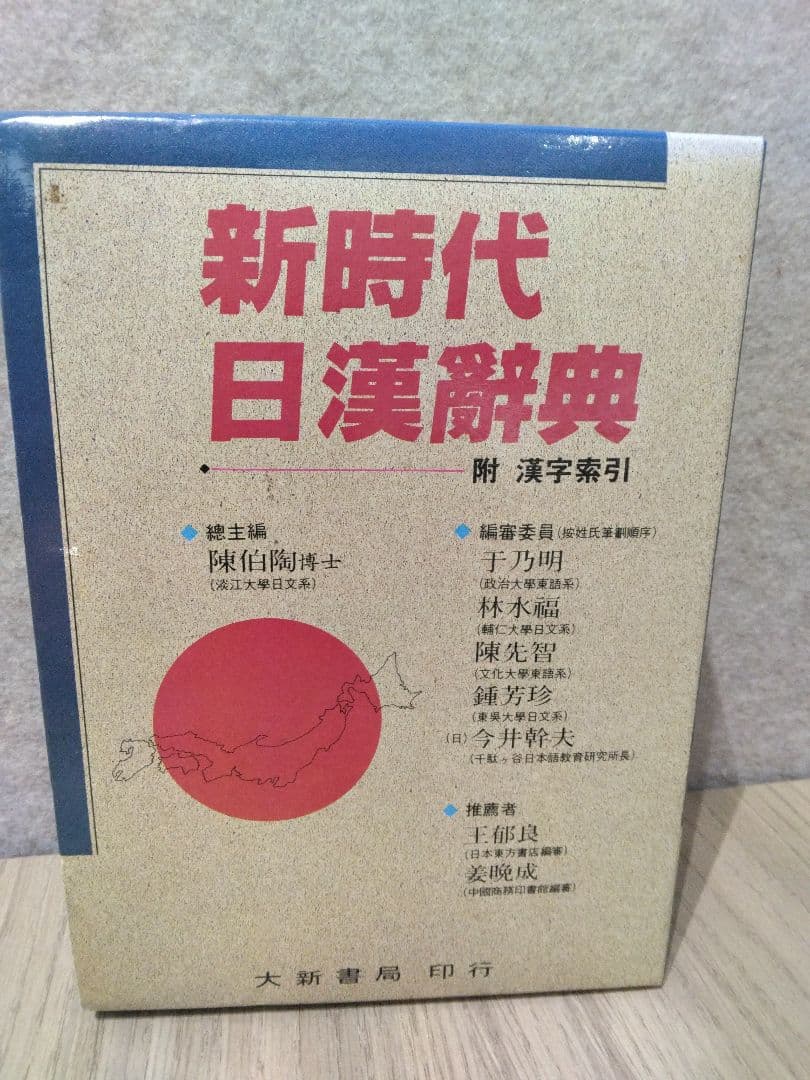 新時代
日漢辭典
附 漢字索引
總主編
陳伯陶博士
(淡江大學日文系)
編審委員(按姓氏筆劃順序)
于乃明
(政治大學東語系)
林水福
(輔仁大學日文系)
陳先智
(文化大學東語系)
鍾芳珍
(東吳大學日文系)
(日)今井幹夫
(千駄ヶ谷日本語教育研究所長)
推薦者
王郁良
(日本東方書店編審)
姜晚成
(中國商務印書館編審)
大新書局 印行